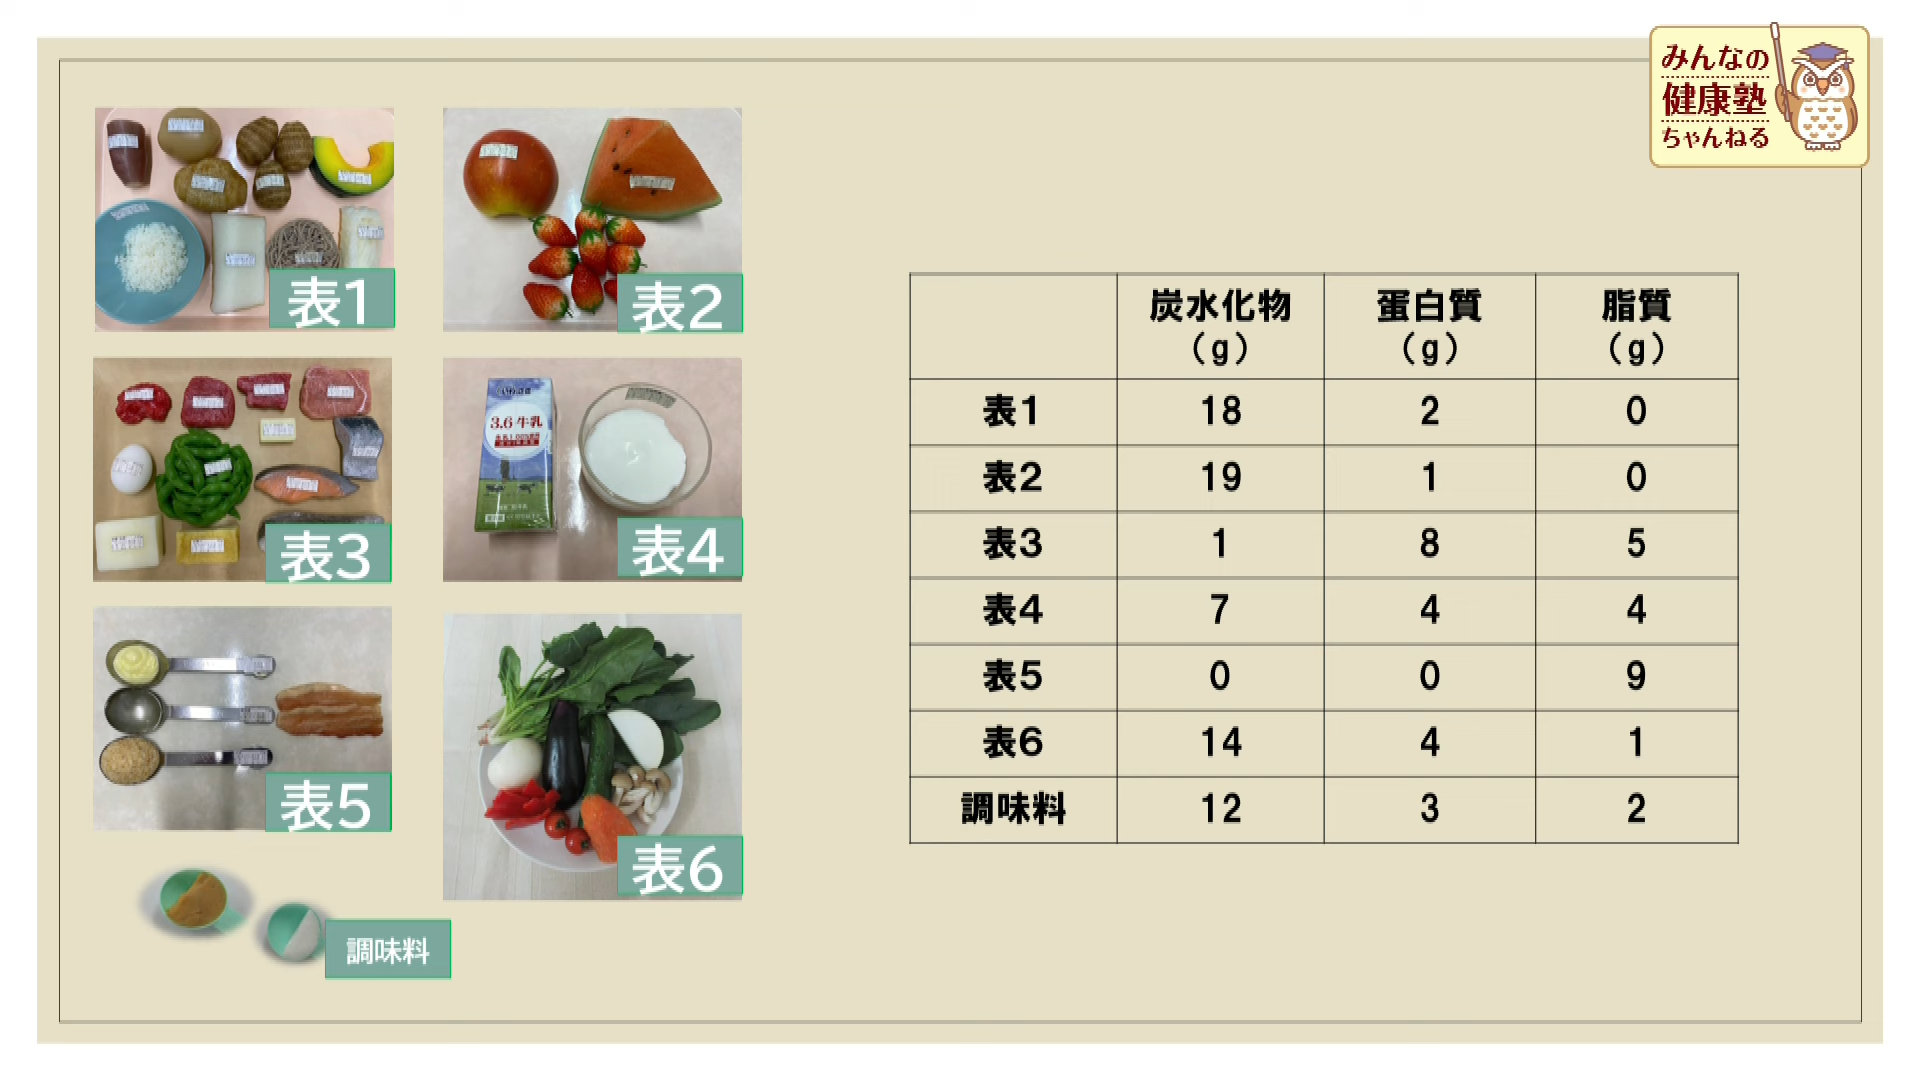 みんなの
健康塾
ちゃんねる
表1
表2
表3
3.6 牛乳
表4
表5
表6
調味料
炭水化物 蛋白質 脂質
（g） （g） （g）
表1 18 2 0
表2 19 1 0
表3 1 8 5
表4 7 4 4
表5 0 0 9
表6 14 4 1
調味料 12 3 2